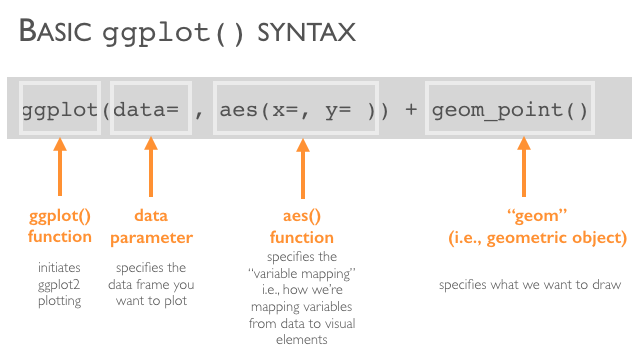 BASIC ggplot() SYNTAX
ggplot(data= , aes(x=, y= )) + geom_point()
ggplot()
function
initiates
ggplot2
plotting
data
parameter
specifies the
data frame you
want to plot
aes()
function
specifies the
“variable mapping”
i.e., how we’re
mapping variables
from data to visual
elements
“geom”
(i.e., geometric object)
specifies what we want to draw